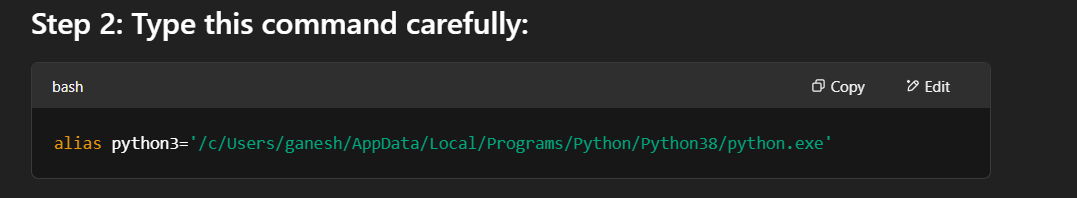 Step 2: Type this command carefully:
bash Copy Edit
alias python3='/c/Users/ganesh/AppData/Local/Programs/Python/Python38/python.exe'